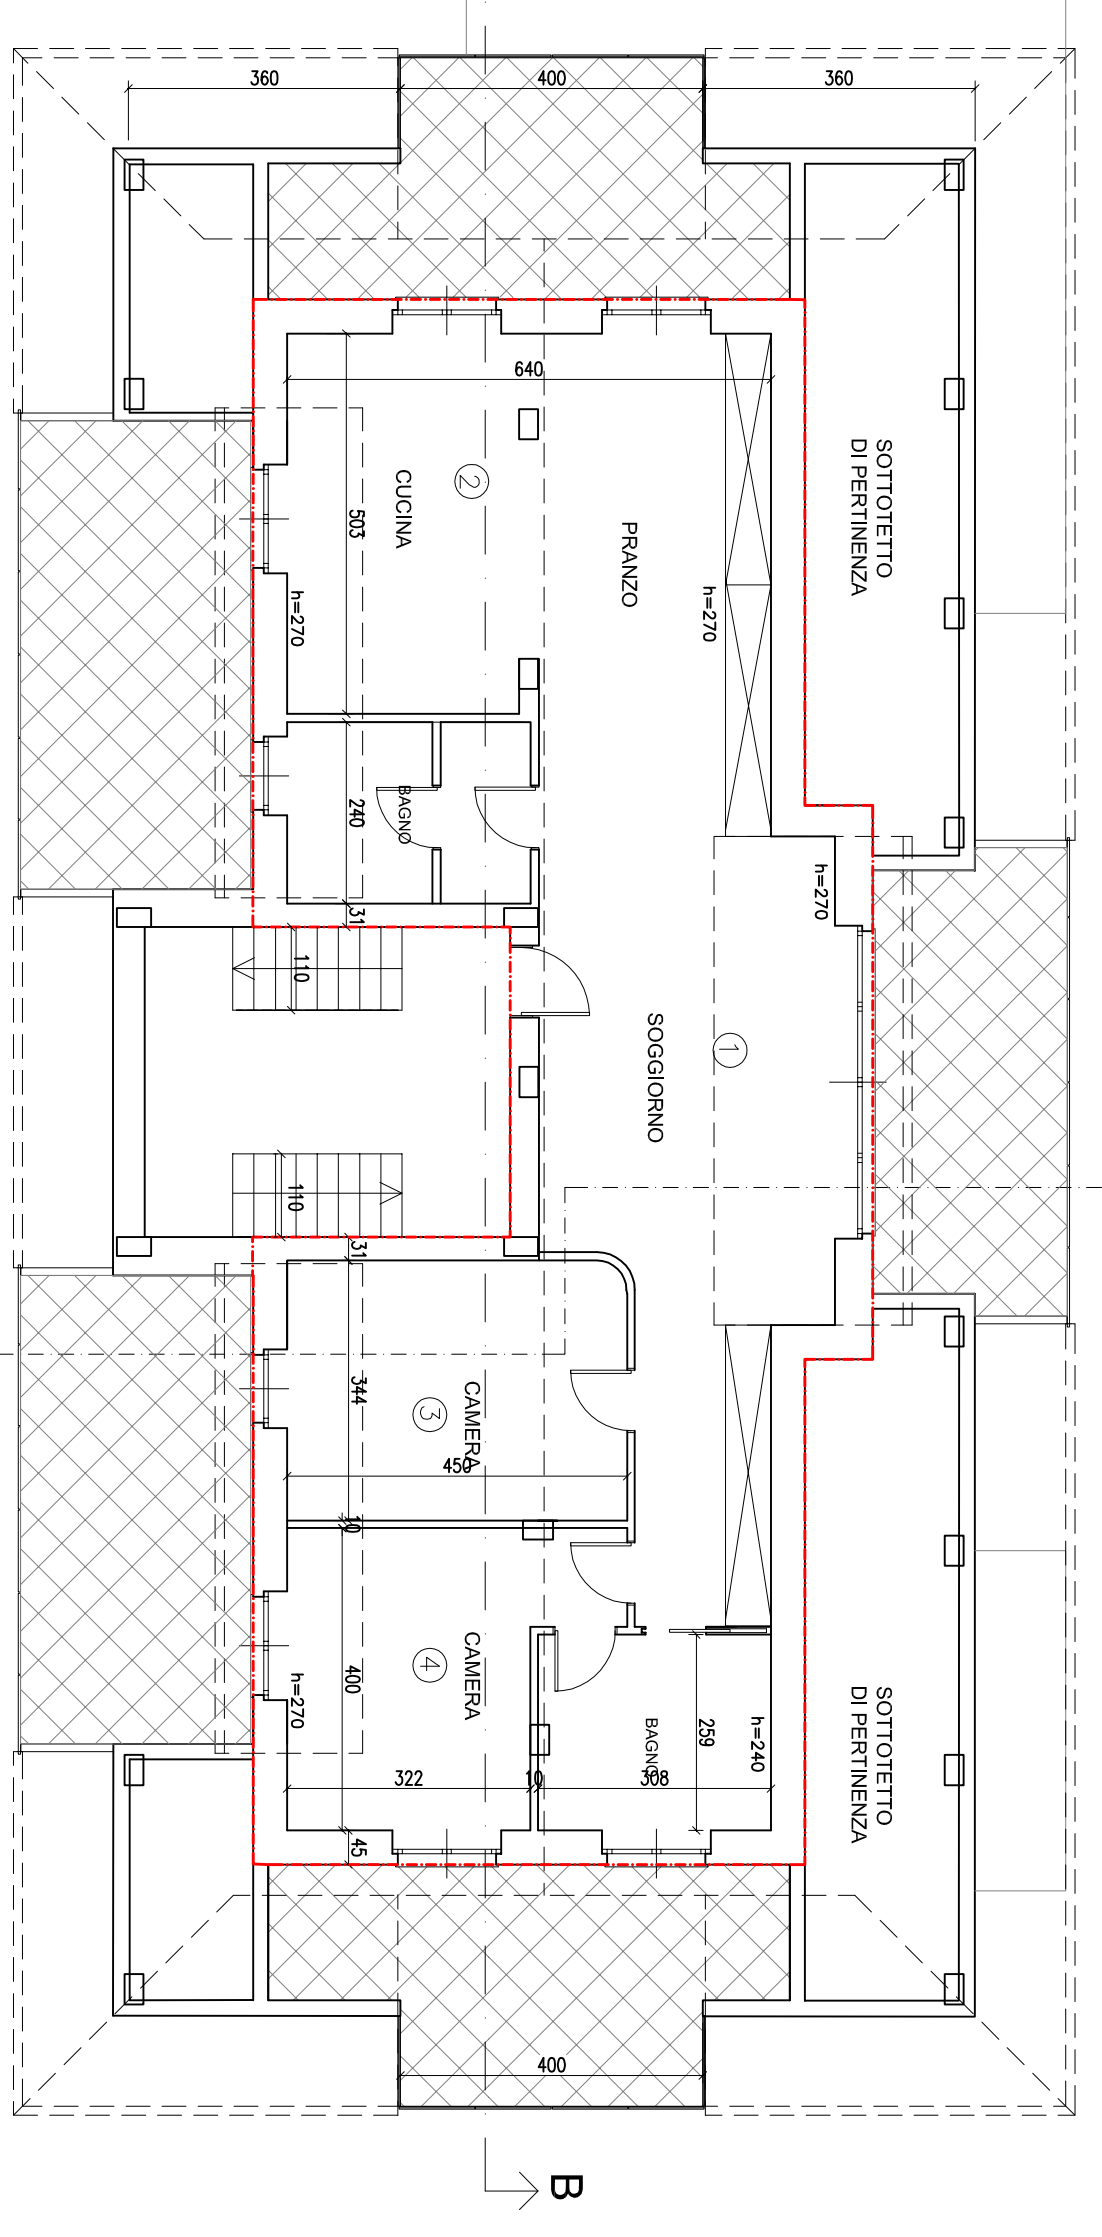 360
400
360
640
SOTTOTETTO
DI PERTINENZA
2
CUCINA
503
PRANZO
h=270
h=270
BAGNO
240
31
h=270
110
1
SOGGIORNO
110
31
3
CAMERA
344
450
10
4
CAMERA
400
h=270
BAGNO
259
h=240
SOTTOTETTO
DI PERTINENZA
322
10
308
45
400
B